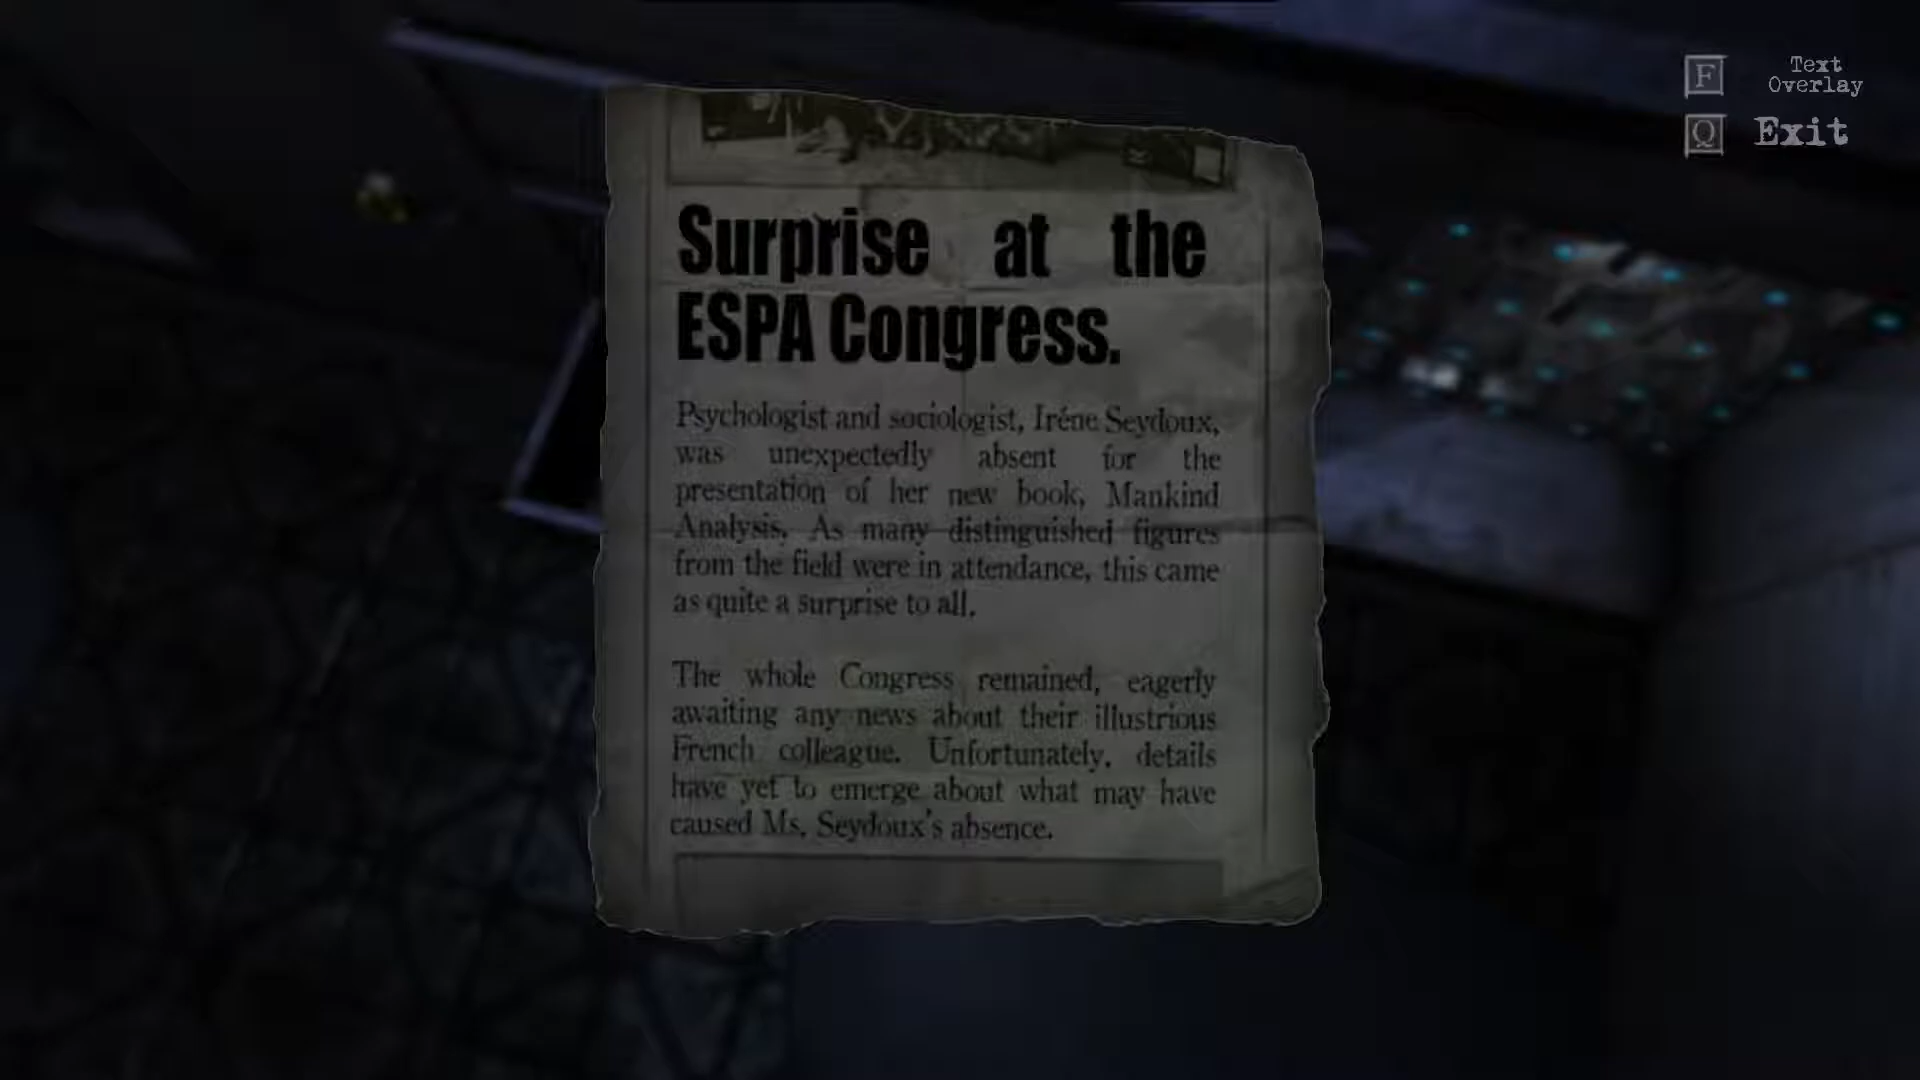 F Text
Overlay
Q Exit
Surprise at the
ESPA Congress.
Psychologist and sociologist, Iréne Seydoux,
was unexpectedly absent for the
presentation of her new book, Mankind
Analysis. As many distinguished figures
from the field were in attendance, this came
as quite a surprise to all.
The whole Congress remained, eagerly
awaiting any news about their illustrious
French colleague. Unfortunately, details
have yet to emerge about what may have
caused Ms. Seydoux's absence.